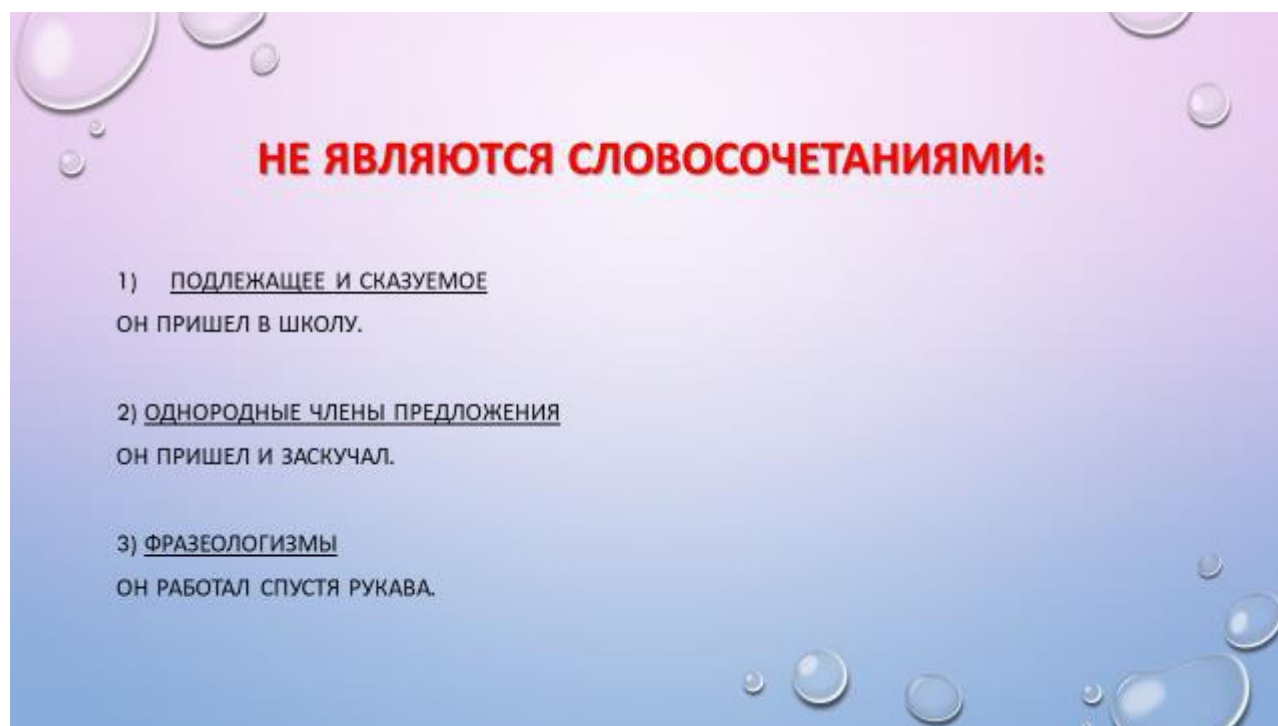 НЕ ЯВЛЯЮТСЯ СЛОВОСОЧЕТАНИЯМИ:
1) ПОДЛЕЖАЩЕЕ И СКАЗУЕМОЕ
ОН ПРИШЕЛ В ШКОЛУ.
2) ОДНОРОДНЫЕ ЧЛЕНЫ ПРЕДЛОЖЕНИЯ
ОН ПРИШЕЛ И ЗАСКУЧАЛ.
3) ФРАЗЕОЛОГИЗМЫ
ОН РАБОТАЛ СПУСТЯ РУКАВА.